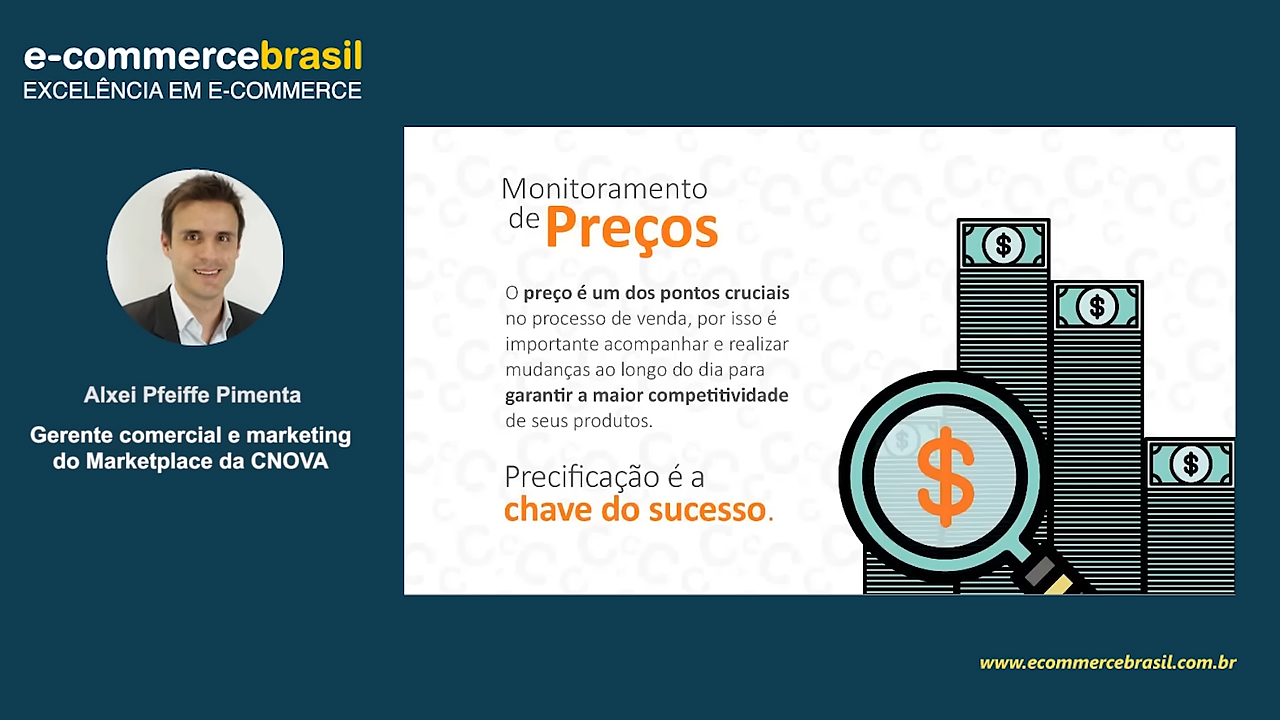 e-commercebrasil
EXCELÊNCIA EM E-COMMERCE
Alxei Pfeiffe Pimenta
Gerente comercial e marketing
do Marketplace da CNOVA
Monitoramento
de Preços
O preço é um dos pontos cruciais
no processo de venda, por isso é
importante acompanhar e realizar
mudanças ao longo do dia para
garantir a maior competitividade
de seus produtos.
Precificação é a
chave do sucesso.
$
$
$
$
www.ecommercebrasil.com.br